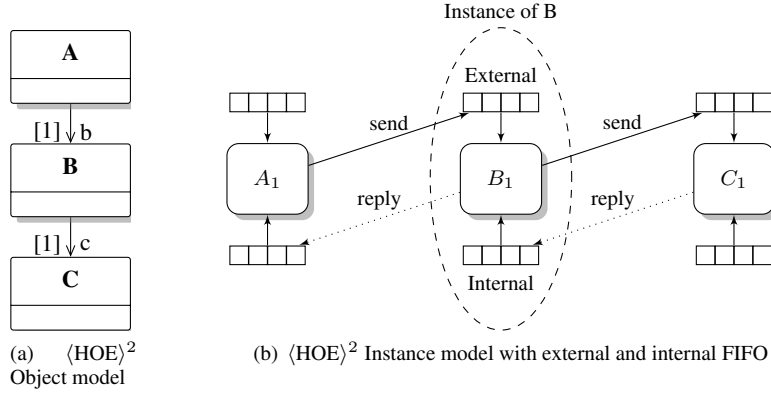 A
[1] b
B
[1] c
C
(a) ⟨HOE⟩²
Object model
Instance of B
External
send
send
A₁
B₁
C₁
reply
reply
Internal
(b) ⟨HOE⟩² Instance model with external and internal FIFO